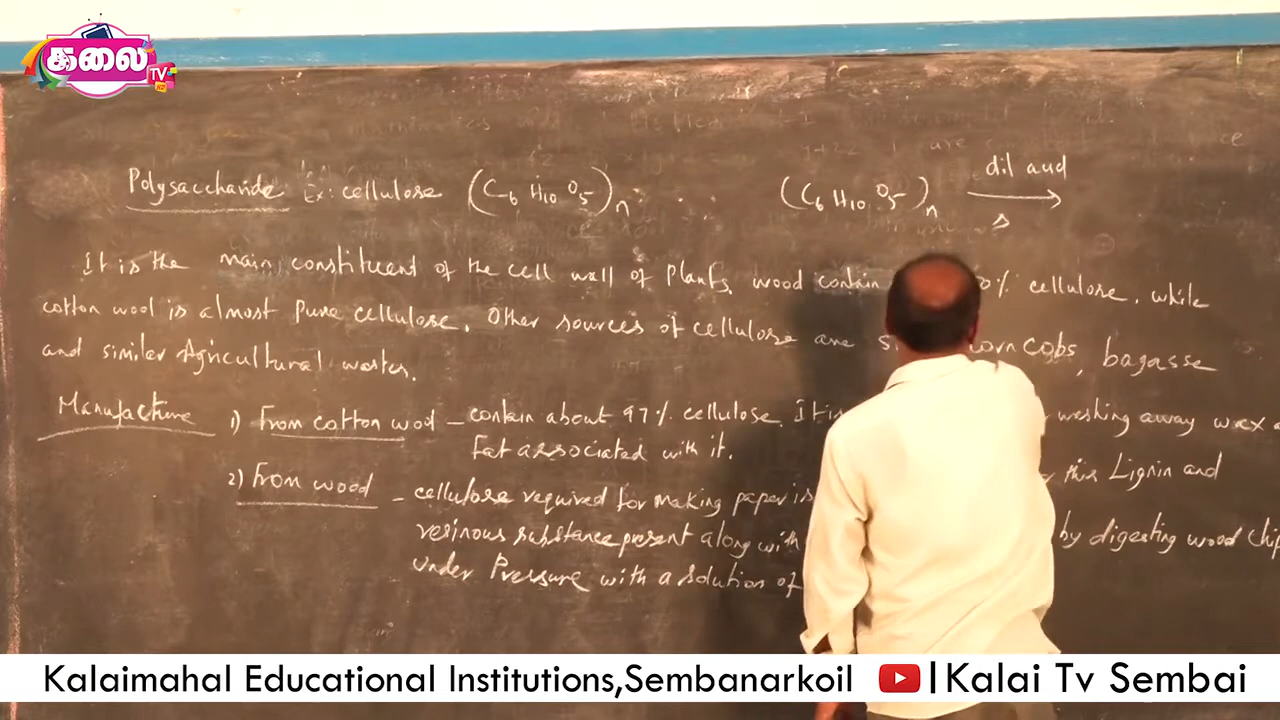 கலை
TV
HD
Polysaccharide Ex: cellulose (C6 H10 O5)n (C6 H10 O5)n dil acid
Δ
It is the main constituent of the cell wall of Plants. wood contain 0% cellulose. while
cotton wool is almost Pure cellulose. Other sources of cellulose are corn cobs, bagasse
and similar Agricultural wastes.
Manufacture 1) from cotton wool – contain about 97% cellulose. It is washing away wax
fat associated with it.
2) from wood – cellulose required for making paper is this Lignin and
resinous substance present along with by digesting wood chip
under Pressure with a solution of
Kalaimahal Educational Institutions,Sembanarkoil | Kalai Tv Sembai